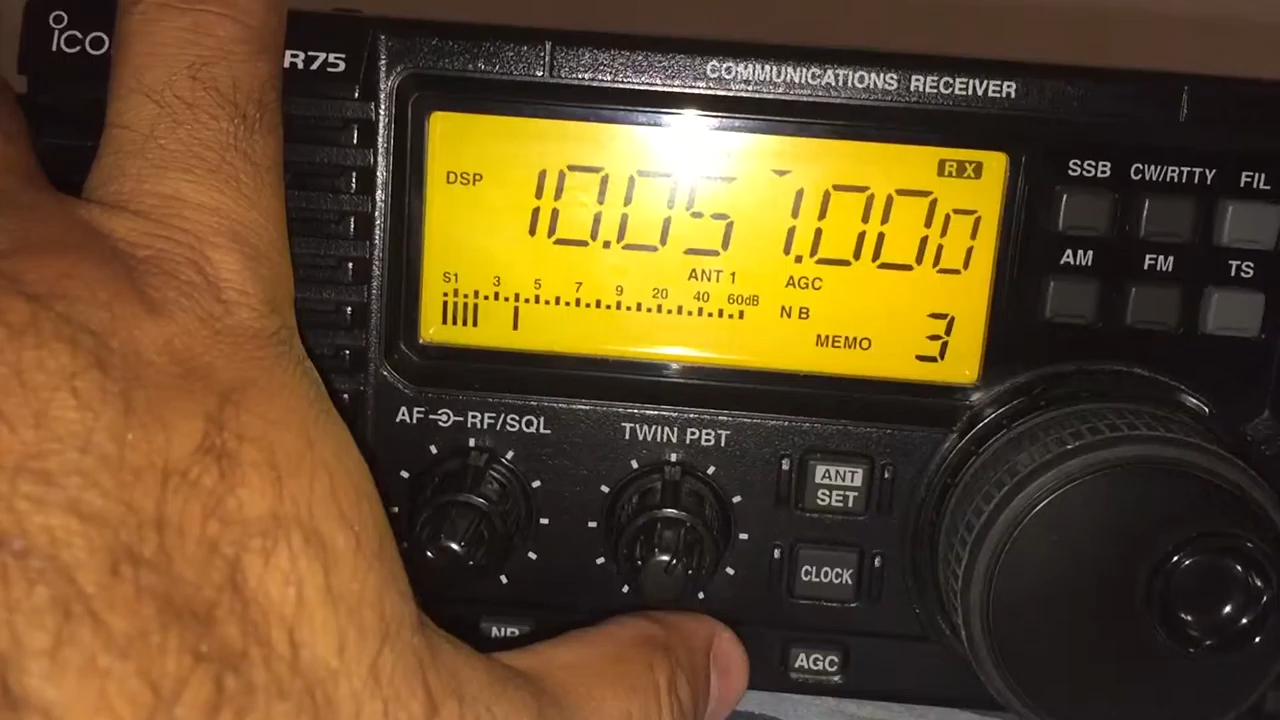 ICO
R75
COMMUNICATIONS RECEIVER
DSP
RX
10.051.000
S1 3 5 7 9 20 40 60dB
ANT 1
AGC
NB
MEMO 3
SSB CW/RTTY FIL
AM FM TS
AF RF/SQL
TWIN PBT
ANT
SET
CLOCK
AGC